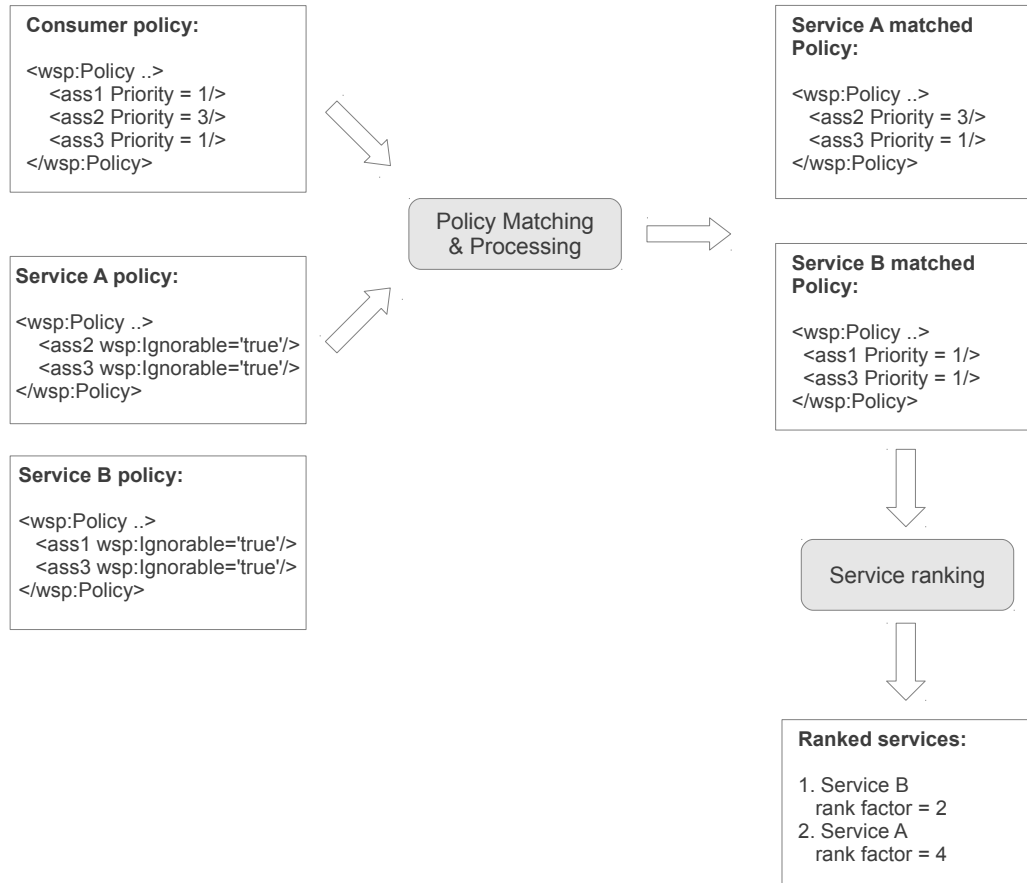 Consumer policy:
<wsp:Policy ..>
<ass1 Priority = 1/>
<ass2 Priority = 3/>
<ass3 Priority = 1/>
</wsp:Policy>
Service A policy:
<wsp:Policy ..>
<ass2 wsp:Ignorable='true'/>
<ass3 wsp:Ignorable='true'/>
</wsp:Policy>
Service B policy:
<wsp:Policy ..>
<ass1 wsp:Ignorable='true'/>
<ass3 wsp:Ignorable='true'/>
</wsp:Policy>
Policy Matching
& Processing
Service A matched
Policy:
<wsp:Policy ..>
<ass2 Priority = 3/>
<ass3 Priority = 1/>
</wsp:Policy>
Service B matched
Policy:
<wsp:Policy ..>
<ass1 Priority = 1/>
<ass3 Priority = 1/>
</wsp:Policy>
Service ranking
Ranked services:
1. Service B
rank factor = 2
2. Service A
rank factor = 4